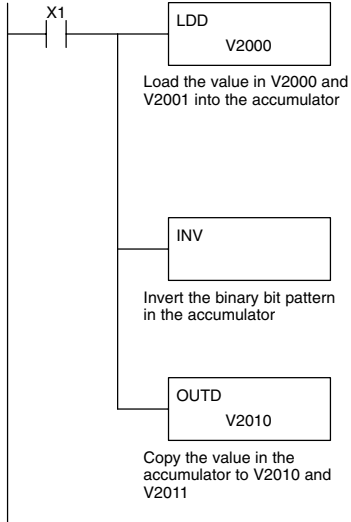 X1
LDD
V2000
Load the value in V2000 and
V2001 into the accumulator
INV
Invert the binary bit pattern
in the accumulator
OUTD
V2010
Copy the value in the
accumulator to V2010 and
V2011